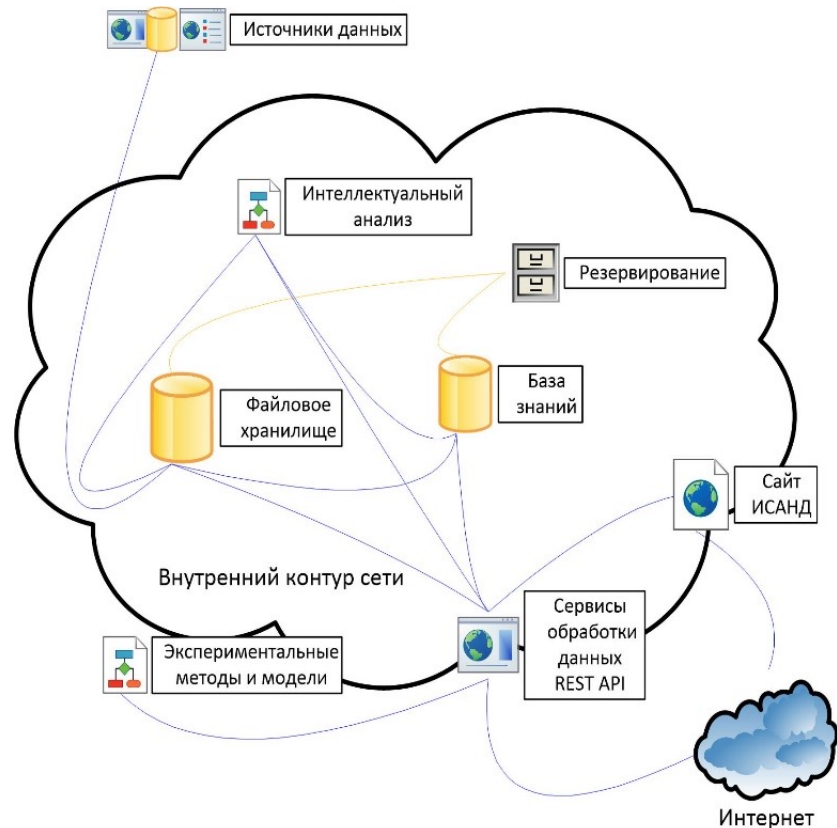 Источники данных
Интеллектуальный
анализ
Резервирование
База
знаний
Файловое
хранилище
Сайт
ИСАНД
Внутренний контур сети
Сервисы
обработки
данных
REST API
Экспериментальные
методы и модели
Интернет